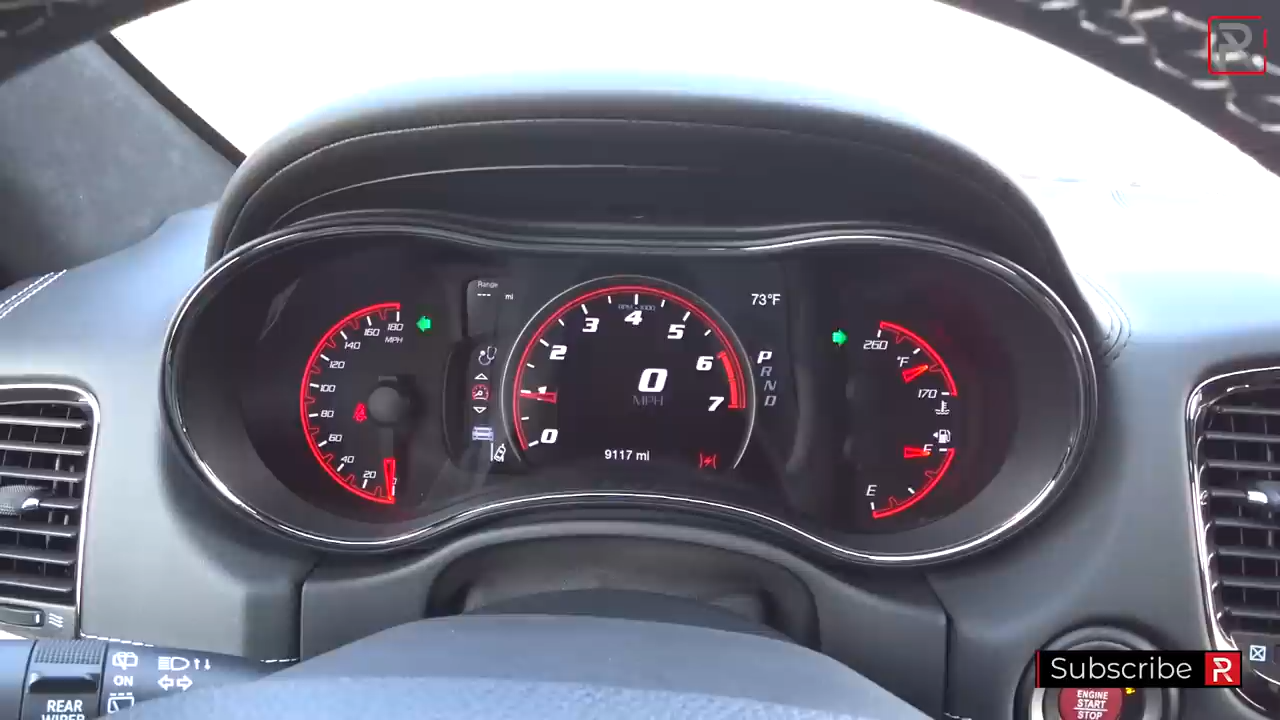 Range
--- mi
73°F
180
160
MPH
140
120
100
80
60
40
20
RPM x 1000
0
1
2
3
4
5
6
7
0
MPH
9117 mi
P
R
N
D
260
°F
170
F
E
ON
REAR
WIPER
Subscribe
ENGINE
START
STOP